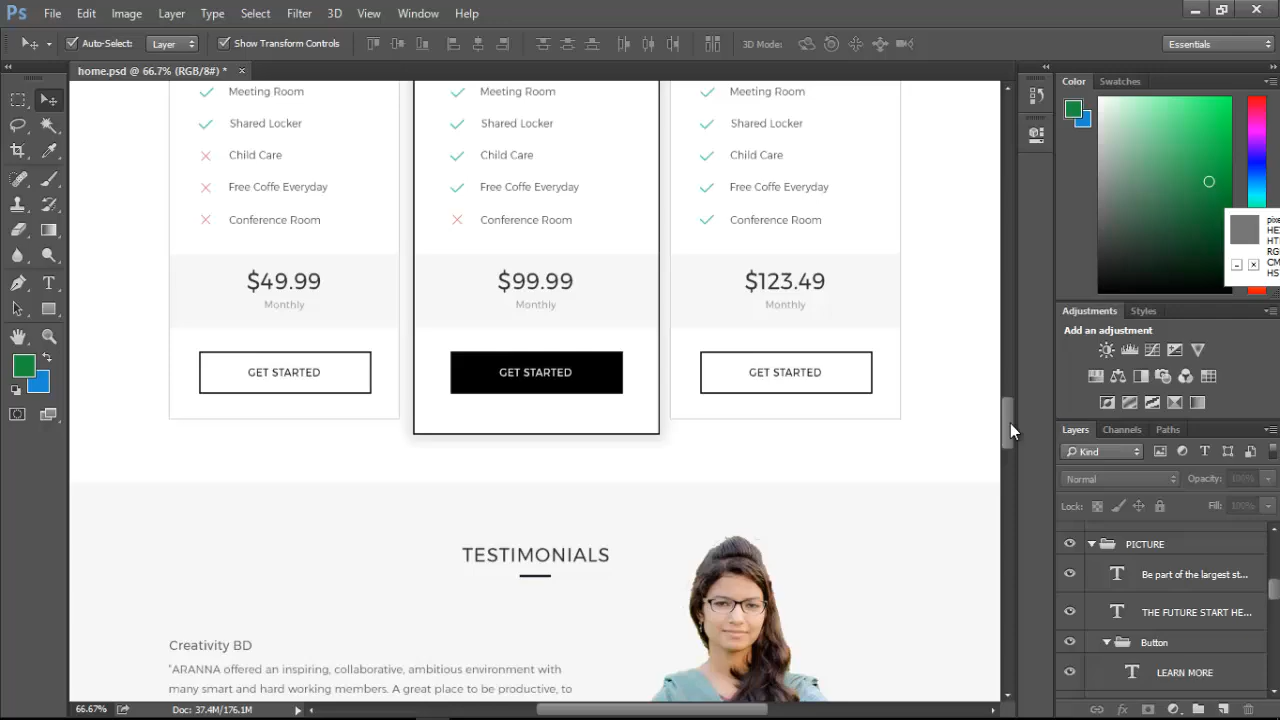 Ps File Edit Image Layer Type Select Filter 3D View Window Help
Auto-Select: Layer Show Transform Controls 3D Mode: Essentials
home.psd @ 66.7% (RGB/8#) * ×
Meeting Room Meeting Room Meeting Room
Shared Locker Shared Locker Shared Locker
Child Care Child Care Child Care
Free Coffe Everyday Free Coffe Everyday Free Coffe Everyday
Conference Room Conference Room Conference Room
$49.99 $99.99 $123.49
Monthly Monthly Monthly
GET STARTED GET STARTED GET STARTED
TESTIMONIALS
Creativity BD
"ARANNA offered an inspiring, collaborative, ambitious environment with
many smart and hard working members. A great place to be productive, to
66.67% Doc: 37.4M/176.1M
Color Swatches
pixe
HE
HT
RG
CM
HS
Adjustments Styles
Add an adjustment
Layers Channels Paths
Kind
Normal Opacity: 100%
Lock: Fill: 100%
PICTURE
Be part of the largest st...
THE FUTURE START HE...
Button
LEARN MORE